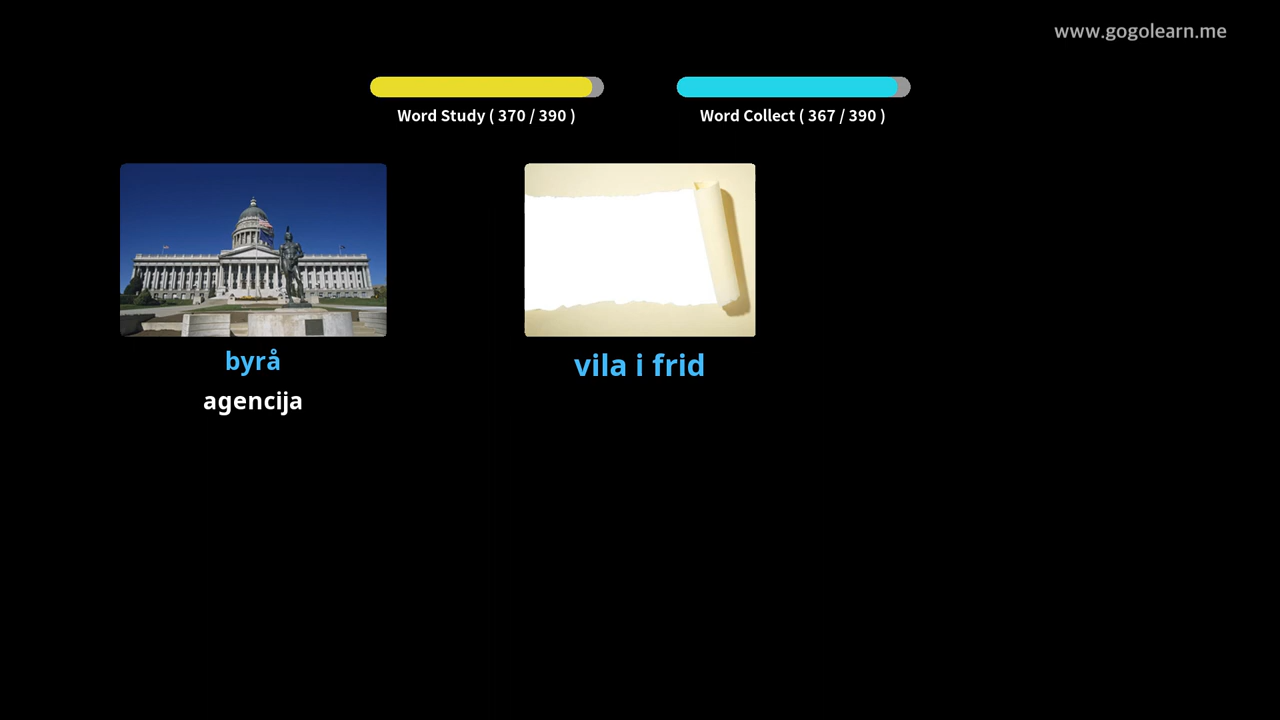 www.gogolearn.me
Word Study ( 370 / 390 )
Word Collect ( 367 / 390 )
byrå
agencija
vila i frid